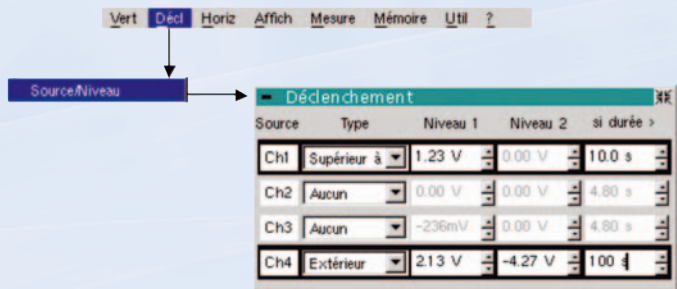 Vert Décl Horiz Affich Mesure Mémoire Util ?
Source/Niveau
Déclenchement
Source Type Niveau 1 Niveau 2 si durée >
Ch1 Supérieur à 1.23 V 0.00 V 10.0 s
Ch2 Aucun 0.00 V 0.00 V 4.80 s
Ch3 Aucun -236mV 0.00 V 4.80 s
Ch4 Extérieur 2.13 V -4.27 V 100 s